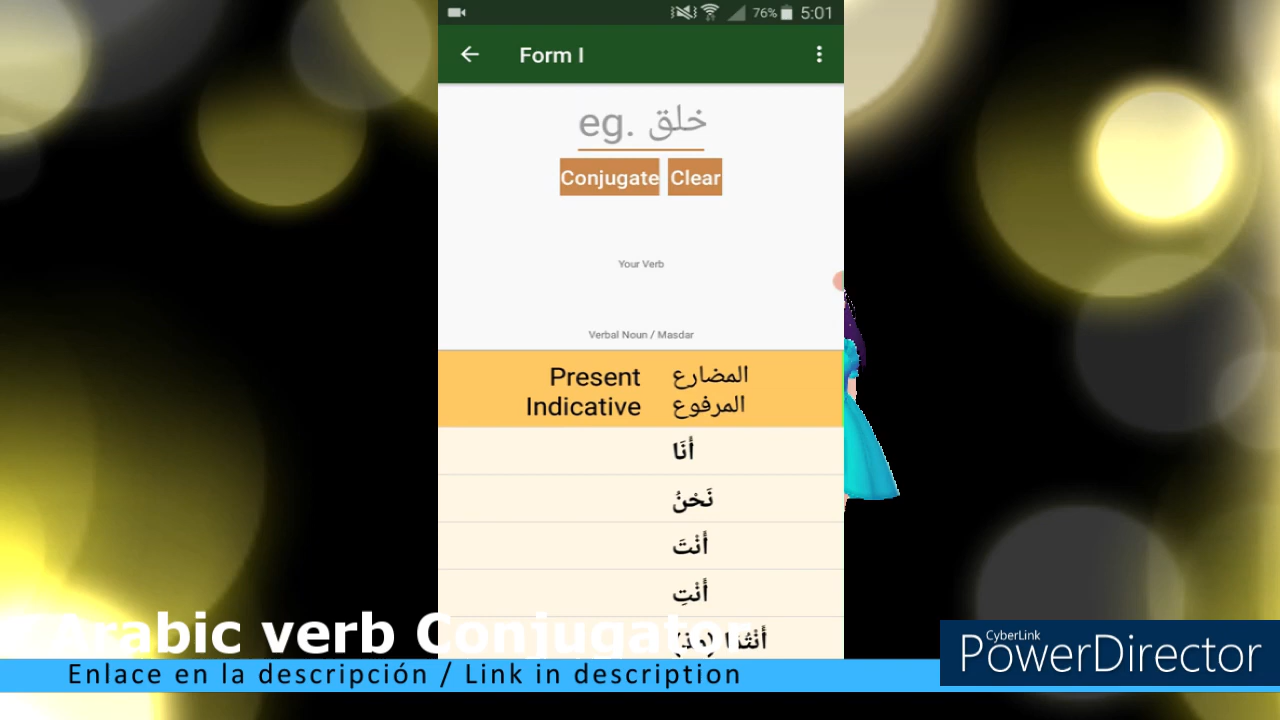 76% 5:01
Form I
eg. خلق
Conjugate Clear
Your Verb
Verbal Noun / Masdar
Present المضارع
Indicative المرفوع
أَنَا
نَحْنُ
أَنْتَ
أَنْتِ
Arabic verb Conjugator
Enlace en la descripción / Link in description
CyberLink
PowerDirector